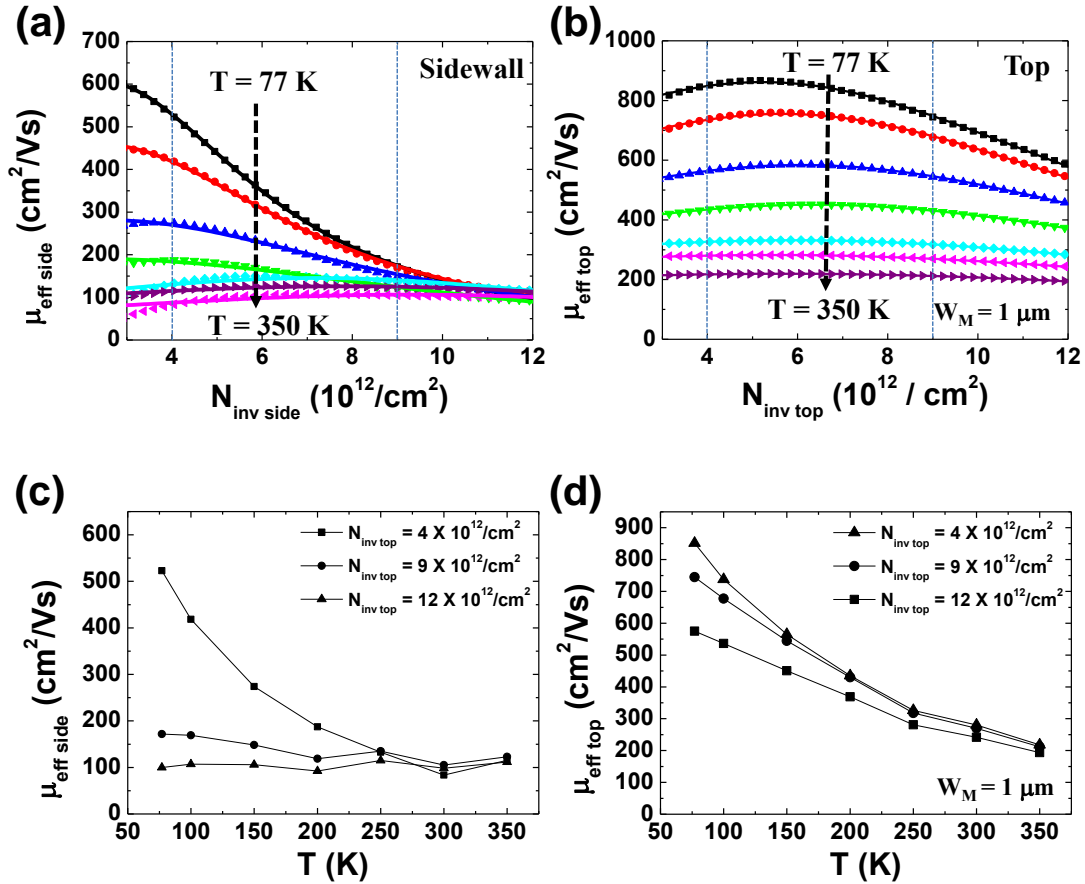 (a)
700
600
500
400
300
200
100
0
μeff side (cm²/Vs)
Sidewall
T = 77 K
T = 350 K
4 6 8 10 12
Ninv side (10¹²/cm²)
(b)
1000
800
600
400
200
0
μeff top (cm²/Vs)
Top
T = 77 K
T = 350 K
WM = 1 μm
4 6 8 10 12
Ninv top (10¹² / cm²)
(c)
600
500
400
300
200
100
0
μeff side (cm²/Vs)
Ninv top = 4 X 10¹²/cm²
Ninv top = 9 X 10¹²/cm²
Ninv top = 12 X 10¹²/cm²
50 100 150 200 250 300 350
T (K)
(d)
900
800
700
600
500
400
300
200
100
0
μeff top (cm²/Vs)
Ninv top = 4 X 10¹²/cm²
Ninv top = 9 X 10¹²/cm²
Ninv top = 12 X 10¹²/cm²
WM = 1 μm
50 100 150 200 250 300 350
T (K)